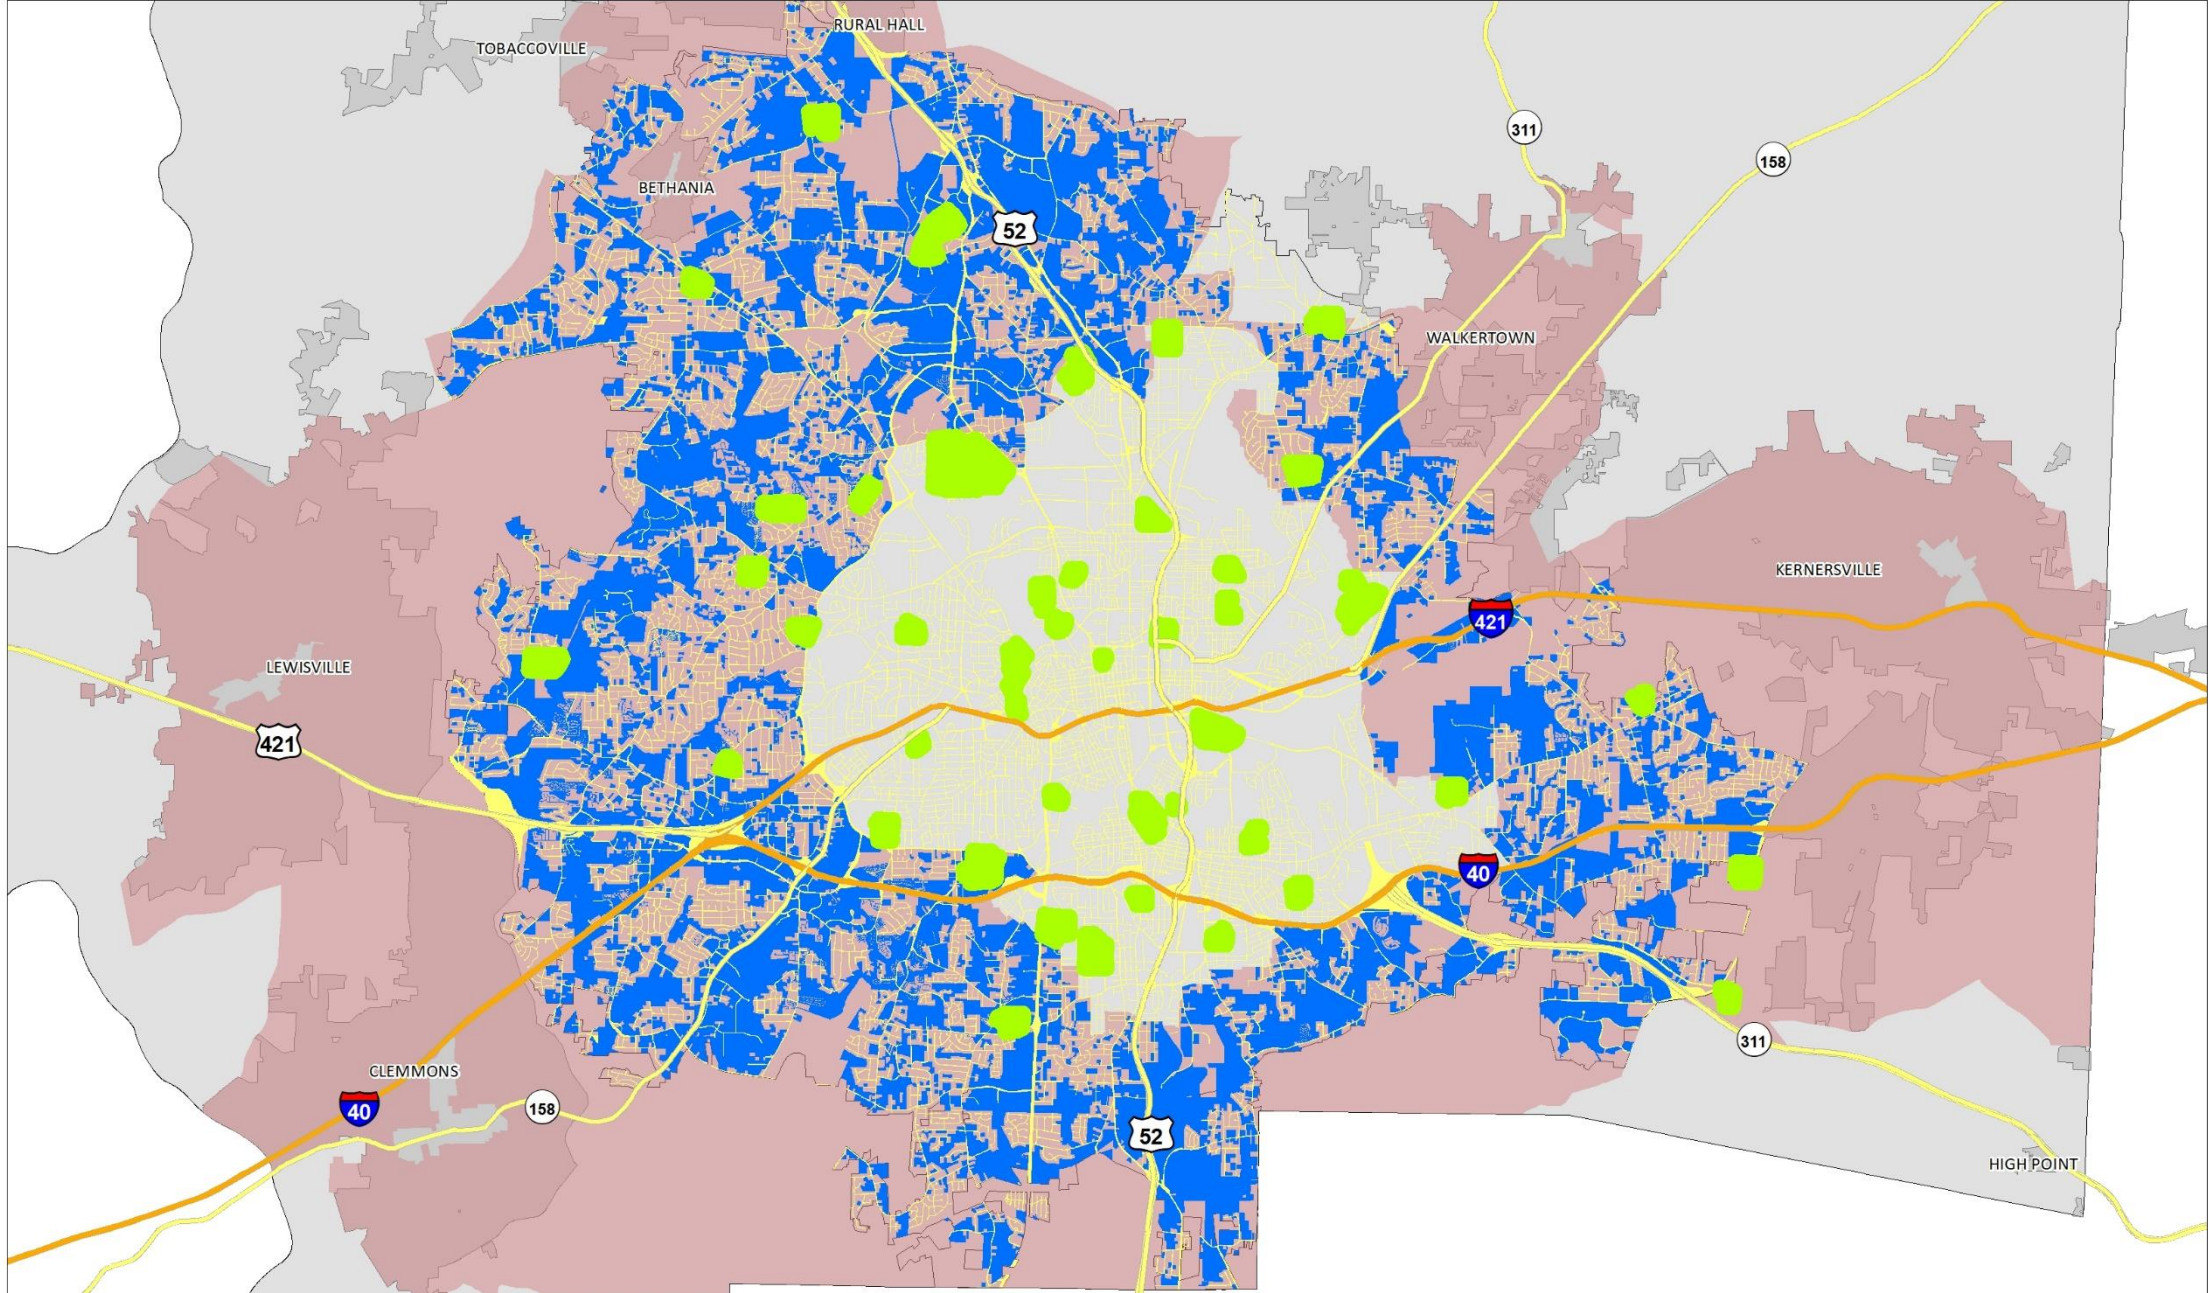 RURAL HALL
TOBACCOVILLE
311
158
BETHANIA
52
WALKERTOWN
KERNERSVILLE
421
LEWISVILLE
421
40
311
CLEMMONS
40
158
52
HIGH POINT